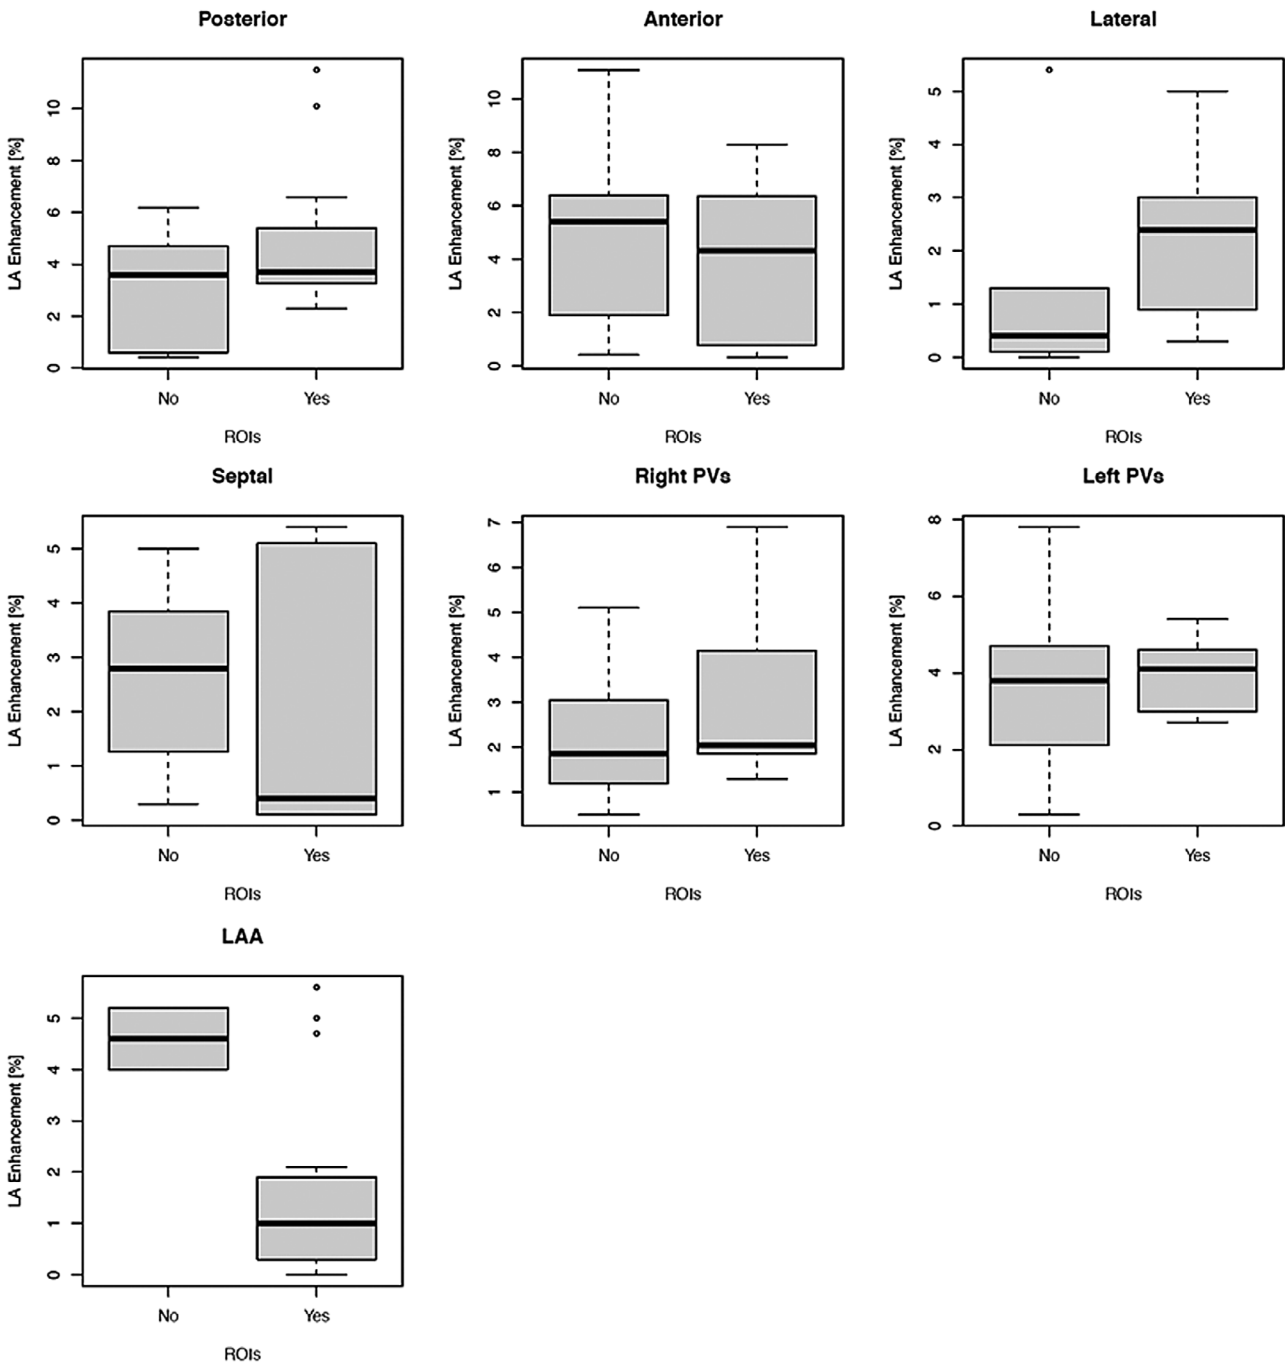 Posterior
LA Enhancement [%]
0 2 4 6 8 10
No Yes
ROIs
Anterior
LA Enhancement [%]
0 2 4 6 8 10
No Yes
ROIs
Lateral
LA Enhancement [%]
0 1 2 3 4 5
No Yes
ROIs
Septal
LA Enhancement [%]
0 1 2 3 4 5
No Yes
ROIs
Right PVs
LA Enhancement [%]
1 2 3 4 5 6 7
No Yes
ROIs
Left PVs
LA Enhancement [%]
0 2 4 6 8
No Yes
ROIs
LAA
LA Enhancement [%]
0 1 2 3 4 5
No Yes
ROIs